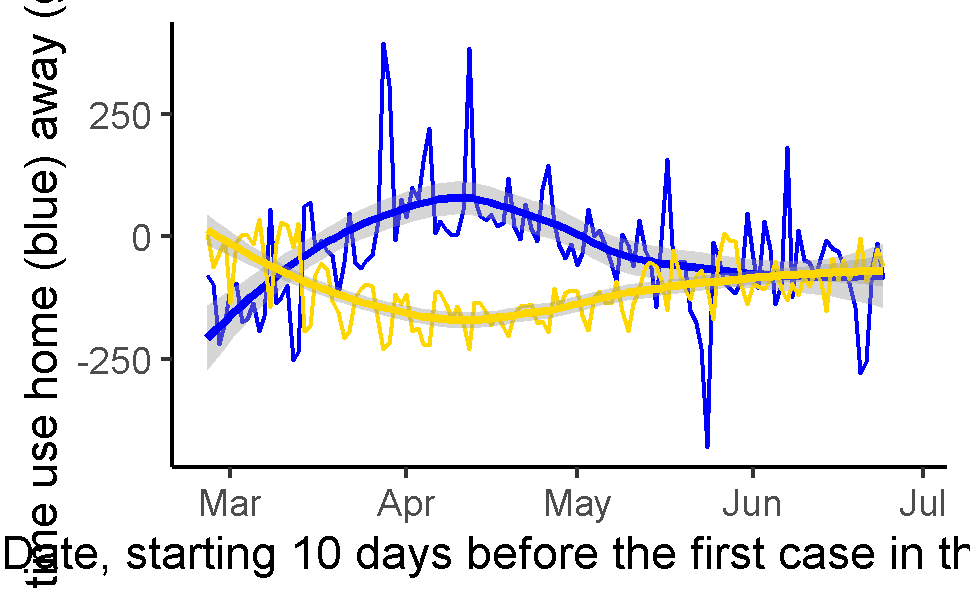 time use home (blue) away (
250
0
-250
Mar Apr May Jun Jul
Date, starting 10 days before the first case in th